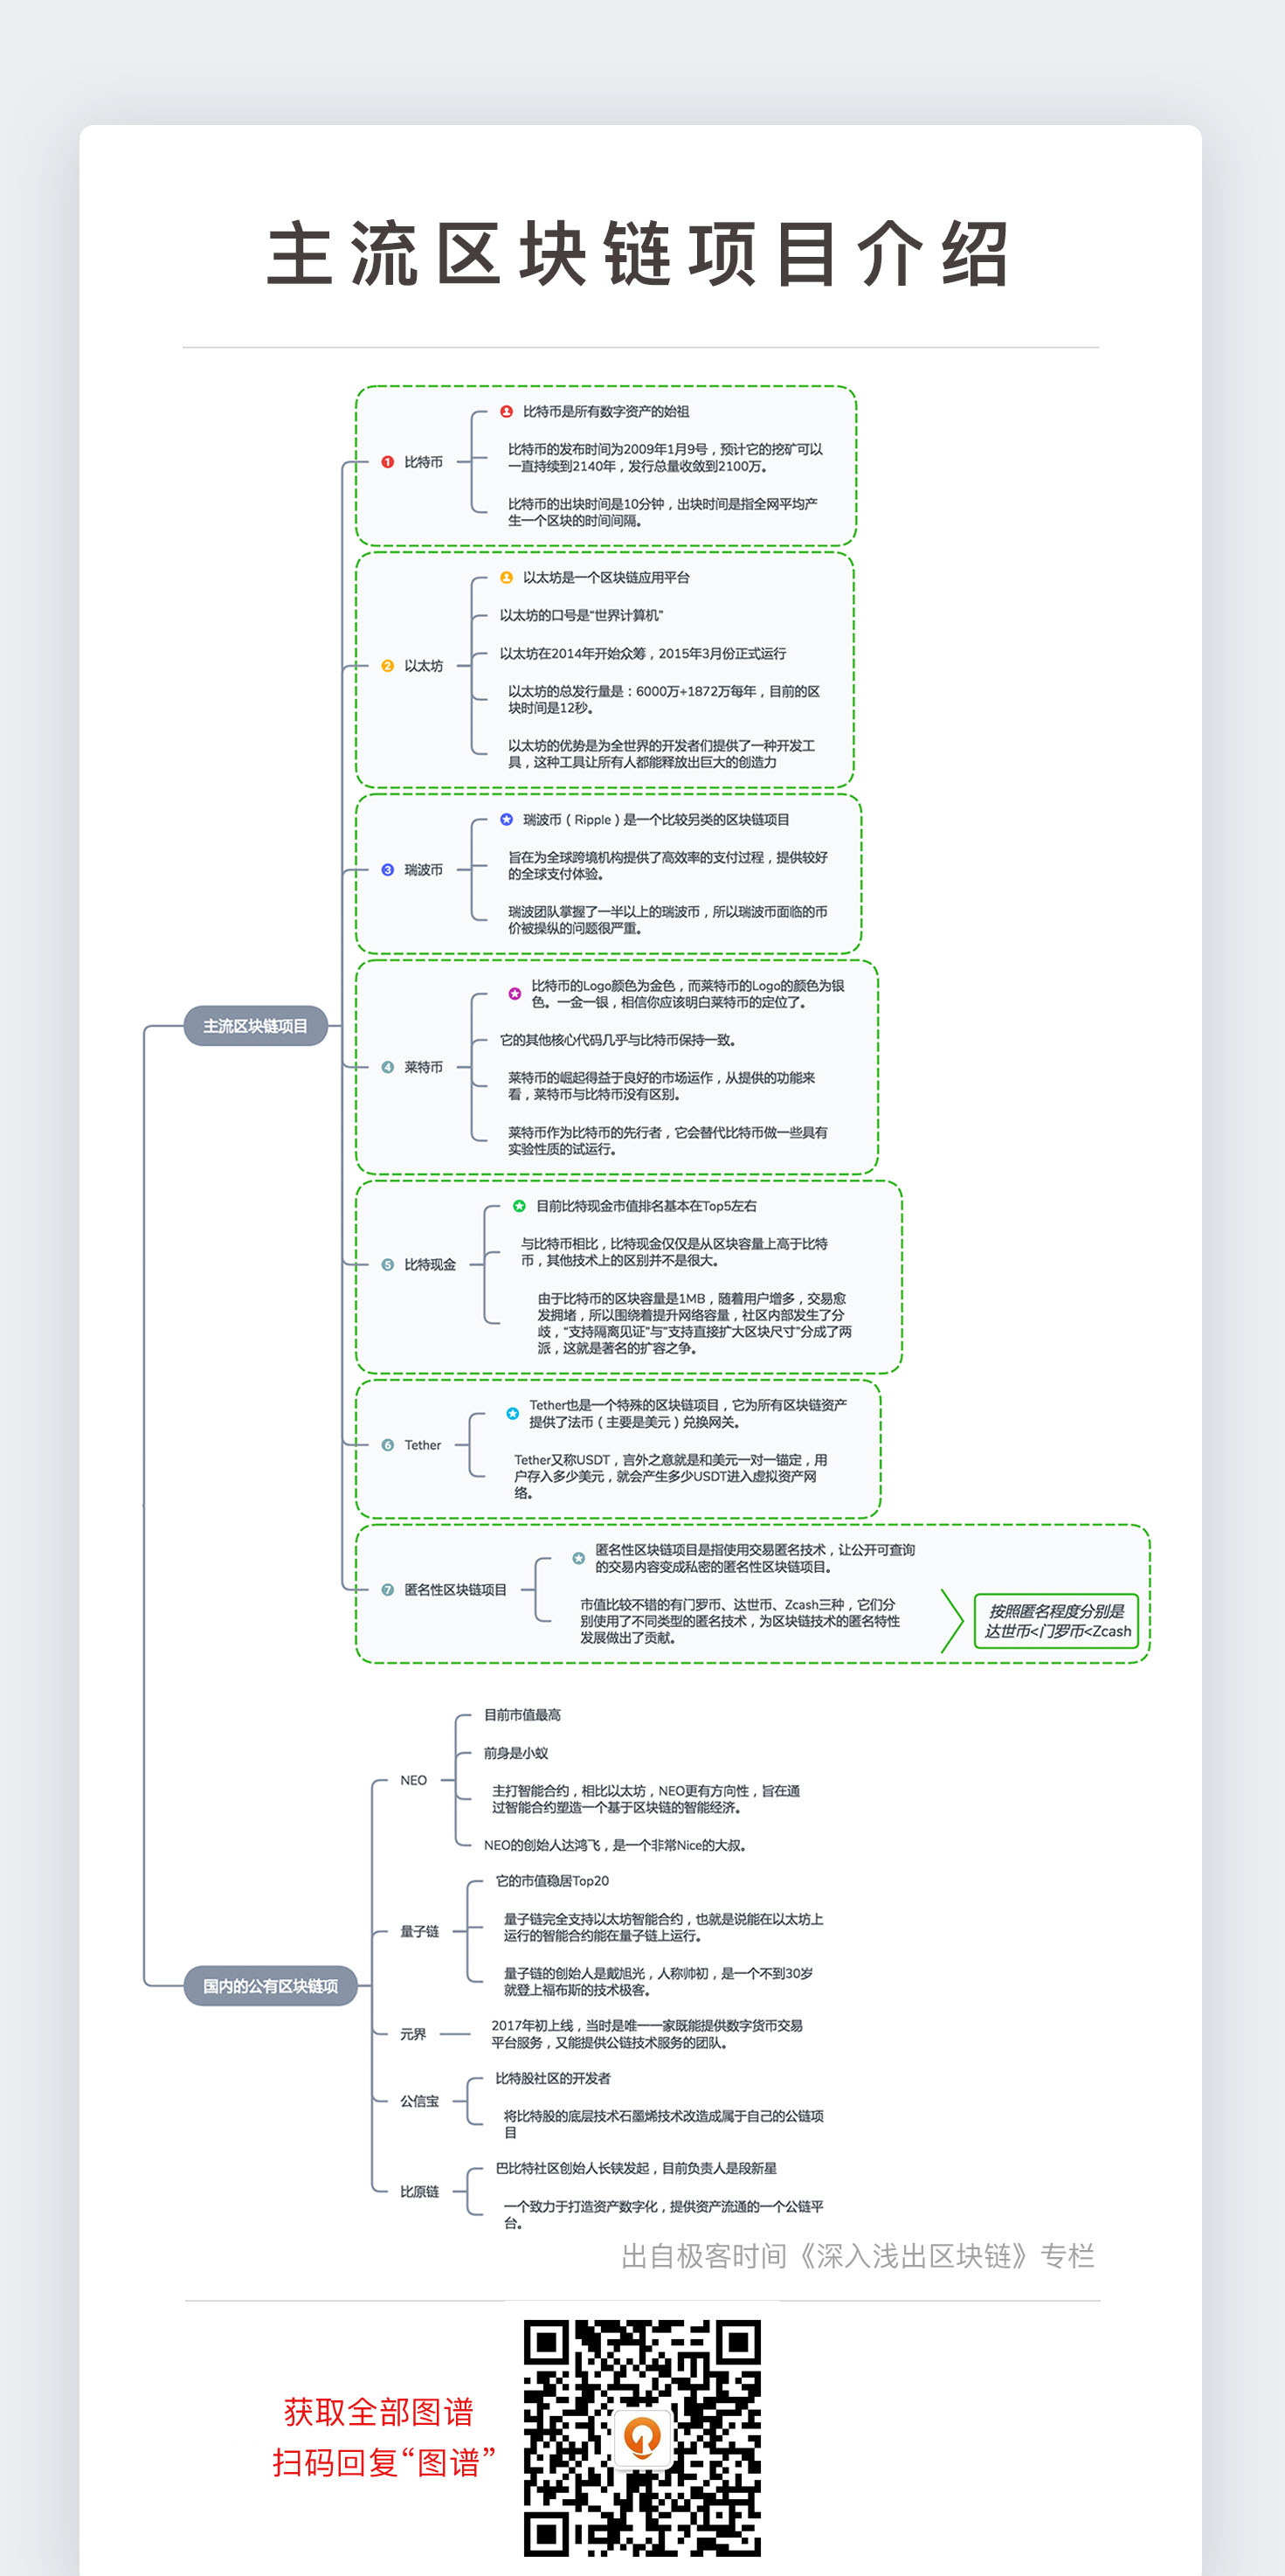 主流区块链项目介绍
主流区块链项目
1 比特币
比特币是所有数字资产的始祖
比特币的发布时间为2009年1月9号，预计它的挖矿可以
一直持续到2140年，发行总量收敛到2100万。
比特币的出块时间是10分钟，出块时间是指全网平均产
生一个区块的时间间隔。
2 以太坊
以太坊是一个区块链应用平台
以太坊的口号是“世界计算机”
以太坊在2014年开始众筹，2015年3月份正式运行
以太坊的总发行量是：6000万+1872万每年，目前的区
块时间是12秒。
以太坊的优势是为全世界的开发者们提供了一种开发工
具，这种工具让所有人都能释放出巨大的创造力
3 瑞波币
瑞波币（Ripple）是一个比较另类的区块链项目
旨在为全球跨境机构提供了高效率的支付过程，提供较好
的全球支付体验。
瑞波团队掌握了一半以上的瑞波币，所以瑞波币面临的币
价被操纵的问题很严重。
4 莱特币
比特币的Logo颜色为金色，而莱特币的Logo的颜色为银
色。一金一银，相信你应该明白莱特币的定位了。
它的其他核心代码几乎与比特币保持一致。
莱特币的崛起得益于良好的市场运作，从提供的功能来
看，莱特币与比特币没有区别。
莱特币作为比特币的先行者，它会替代比特币做一些具有
实验性质的试运行。
5 比特现金
目前比特现金市值排名基本在Top5左右
与比特币相比，比特现金仅仅是从区块容量上高于比特
币，其他技术上的区别并不是很大。
由于比特币的区块容量是1MB，随着用户增多，交易愈
发拥堵，所以围绕着提升网络容量，社区内部发生了分
歧，“支持隔离见证”与“支持直接扩大区块尺寸”分成了两
派，这就是著名的扩容之争。
6 Tether
Tether也是一个特殊的区块链项目，它为所有区块链资产
提供了法币（主要是美元）兑换网关。
Tether又称USDT，言外之意就是和美元一对一锚定，用
户存入多少美元，就会产生多少USDT进入虚拟资产网
络。
7 匿名性区块链项目
匿名性区块链项目是指使用交易匿名技术，让公开可查询
的交易内容变成私密的匿名性区块链项目。
市值比较不错的有门罗币、达世币、Zcash三种，它们分
别使用了不同类型的匿名技术，为区块链技术的匿名特性
发展做出了贡献。
按照匿名程度分别是
达世币<门罗币<Zcash
国内的公有区块链项
NEO
目前市值最高
前身是小蚁
主打智能合约，相比以太坊，NEO更有方向性，旨在通
过智能合约塑造一个基于区块链的智能经济。
NEO的创始人达鸿飞，是一个非常Nice的大叔。
量子链
它的市值稳居Top20
量子链完全支持以太坊智能合约，也就是说能在以太坊上
运行的智能合约能在量子链上运行。
量子链的创始人是戴旭光，人称帅初，是一个不到30岁
就登上福布斯的技术极客。
元界
2017年初上线，当时是唯一一家既能提供数字货币交易
平台服务，又能提供公链技术服务的团队。
公信宝
比特股社区的开发者
将比特股的底层技术石墨烯技术改造成属于自己的公链项
目
比原链
巴比特社区创始人长铗发起，目前负责人是段新星
一个致力于打造资产数字化，提供资产流通的一个公链平
台。
出自极客时间《深入浅出区块链》专栏
获取全部图谱
扫码回复“图谱”